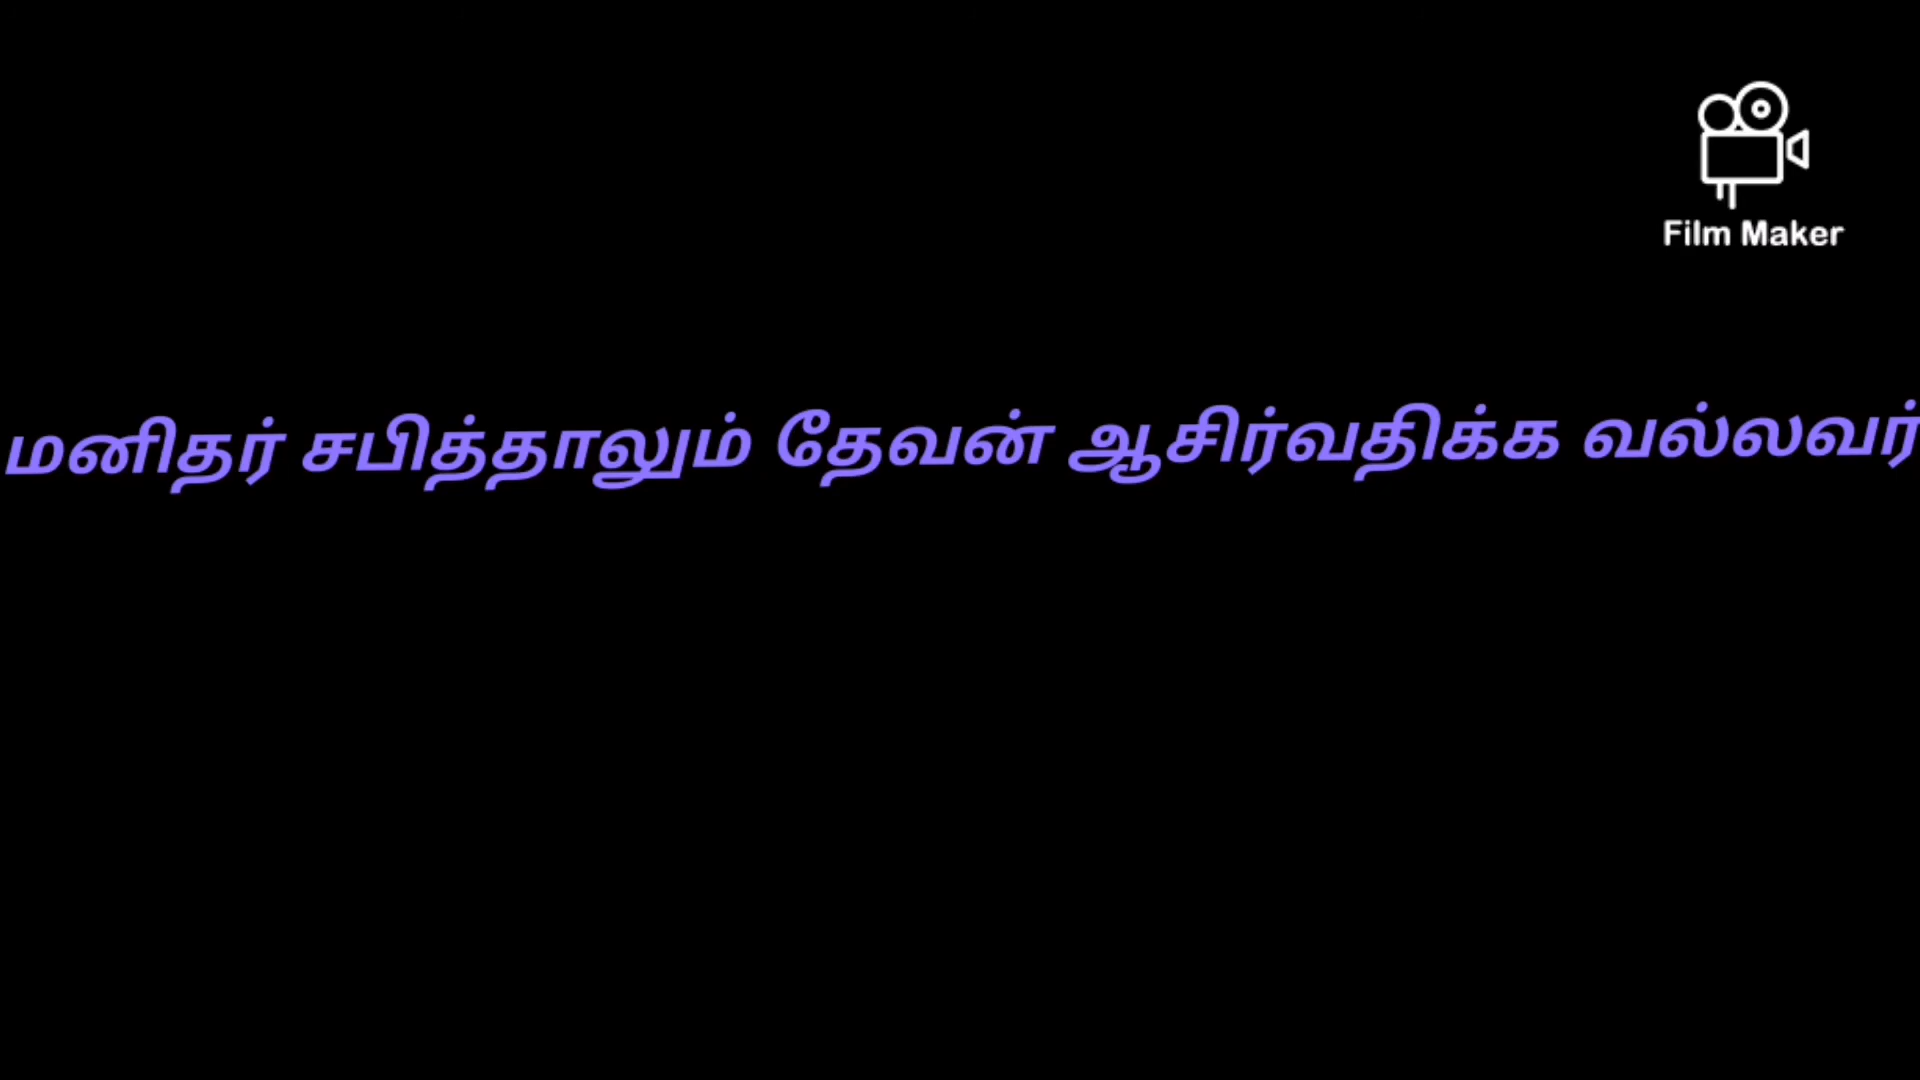 Film Maker
மனிதர் சபித்தாலும் தேவன் ஆசிர்வதிக்க வல்லவர்